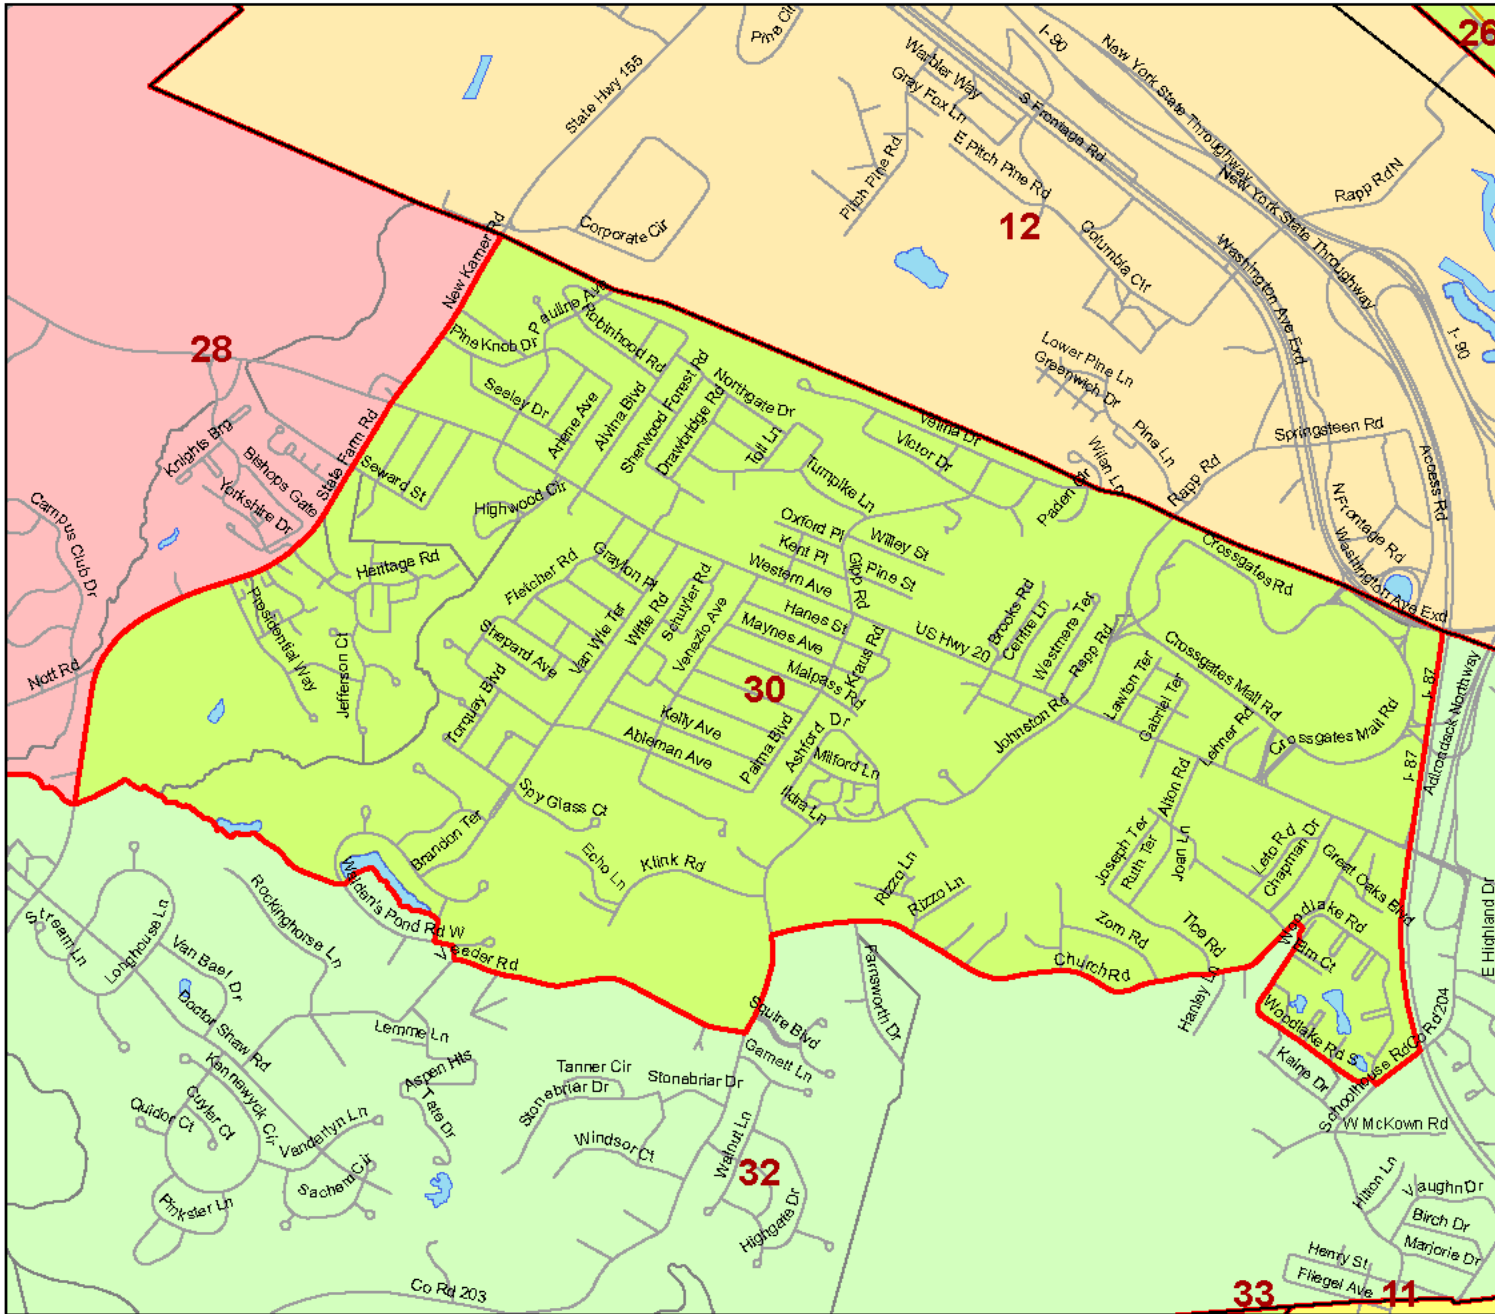 Pine Cir
I-90
New York State Throughway
26
State Hwy 155
Warbler Way
Gray Fox Ln
S Frontage Rd
E Pitch Pine Rd
Pitch Pine Rd
New York State Throughway
Rapp Rd N
New Karner Rd
Corporate Cir
12
Columbia Cir
Washington Ave Exd
I-90
28
Pauline Ave
Robinhood Rd
Pine Knob Dr
Seeley Dr
Arlene Ave
Alvina Blvd
Sherwood Forest Rd
Drawbridge Rd
Northgate Dr
Toll Ln
Turnpike Ln
Velina Dr
Victor Dr
Lower Pine Ln
Greenwich Dr
Pine Ln
Wilan Ln
Paden Cir
Rapp Rd
Springsteen Rd
Access Rd
N Frontage Rd
Washington Ave Exd
Knights Brg
Bishops Gate
Yorkshire Dr
State Farm Rd
Seward St
Highwood Cir
Campus Club Dr
Nott Rd
Heritage Rd
Presidential Way
Jefferson Ct
Fletcher Rd
Graylon Pl
Shepard Ave
Torquay Blvd
Van Wie Ter
Witte Rd
Schuyler Rd
Venezio Ave
Oxford Pl
Kent Pl
Western Ave
Willey St
Pine St
Gipp Rd
Hanes St
Maynes Ave
Malpass Rd
Kraus Rd
US Hwy 20
Brooks Rd
Centre Ln
Westmere Ter
Rapp Rd
Crossgates Rd
Crossgates Mall Rd
Crossgates Mall Rd
I-87
I-87
Adirondack Northway
30
Kelly Ave
Ableman Ave
Palma Blvd
Ashford Dr
Milford Ln
Ildra Ln
Johnston Rd
Lawton Ter
Gabriel Ter
Lehner Rd
Alton Rd
Joseph Ter
Ruth Ter
Joan Ln
Leto Rd
Chapman Dr
Great Oaks Blvd
Spy Glass Ct
Brandon Ter
Echo Ln
Klink Rd
Rizzo Ln
Rizzo Ln
Zorn Rd
Tice Rd
Church Rd
Woodlake Rd
Elm Ct
Woodlake Rd S
Hanley Ln
Kaine Dr
Schoolhouse Rd
Co Rd 204
E Highland Dr
W McKown Rd
Walden's Pond Rd W
Veeder Rd
Stream Ln
Longhouse Ln
Rockinghorse Ln
Van Bael Dr
Doctor Shaw Rd
Kennewyck Cir
Cuyler Ct
Quidor Ct
Vanderlyn Ln
Sachem Cir
Pinkster Ln
Lemme Ln
Aspen Hts
Tate Dr
Tanner Cir
Stonebriar Dr
Stonebriar Dr
Windsor Ct
Squire Blvd
Garnett Ln
Farnsworth Dr
Walnut Ln
32
Highgate Dr
Co Rd 203
Hilton Ln
Vaughn Dr
Birch Dr
Marjorie Dr
Henry St
Fliegel Ave
33
11